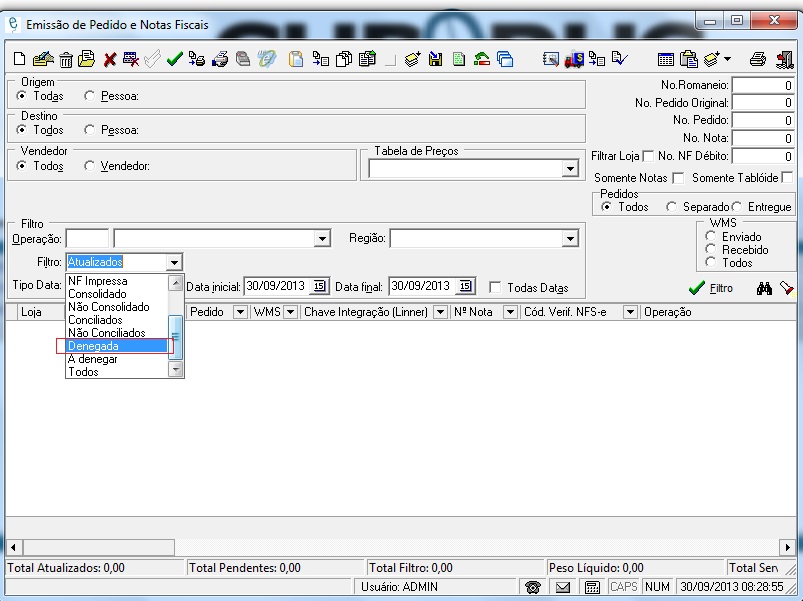 Emissão de Pedido e Notas Fiscais
Origem
Todas Pessoa:
Destino
Todos Pessoa:
Vendedor
Todos Vendedor:
Tabela de Preços
No.Romaneio: 0
No. Pedido Original: 0
No. Pedido: 0
No. Nota: 0
Filtrar Loja No. NF Débito: 0
Somente Notas Somente Tablóide
Pedidos
Todos Separado Entregue
Filtro
Operação: Região:
WMS
Enviado
Recebido
Todos
Filtro: Atualizados
Tipo Data: Data inicial: 30/09/2013 15 Data final: 30/09/2013 15 Todas Datas
Filtro
NF Impressa
Consolidado
Não Consolidado
Conciliados
Não Conciliados
Denegada
A denegar
Todos
Loja Pedido WMS Chave Integração (Linner) Nº Nota Cód. Verif. NFS-e Operação
Total Atualizados: 0,00 Total Pendentes: 0,00 Total Filtro: 0,00 Peso Líquido: 0,00 Total Serv
Usuário: ADMIN CAPS NUM 30/09/2013 08:28:55